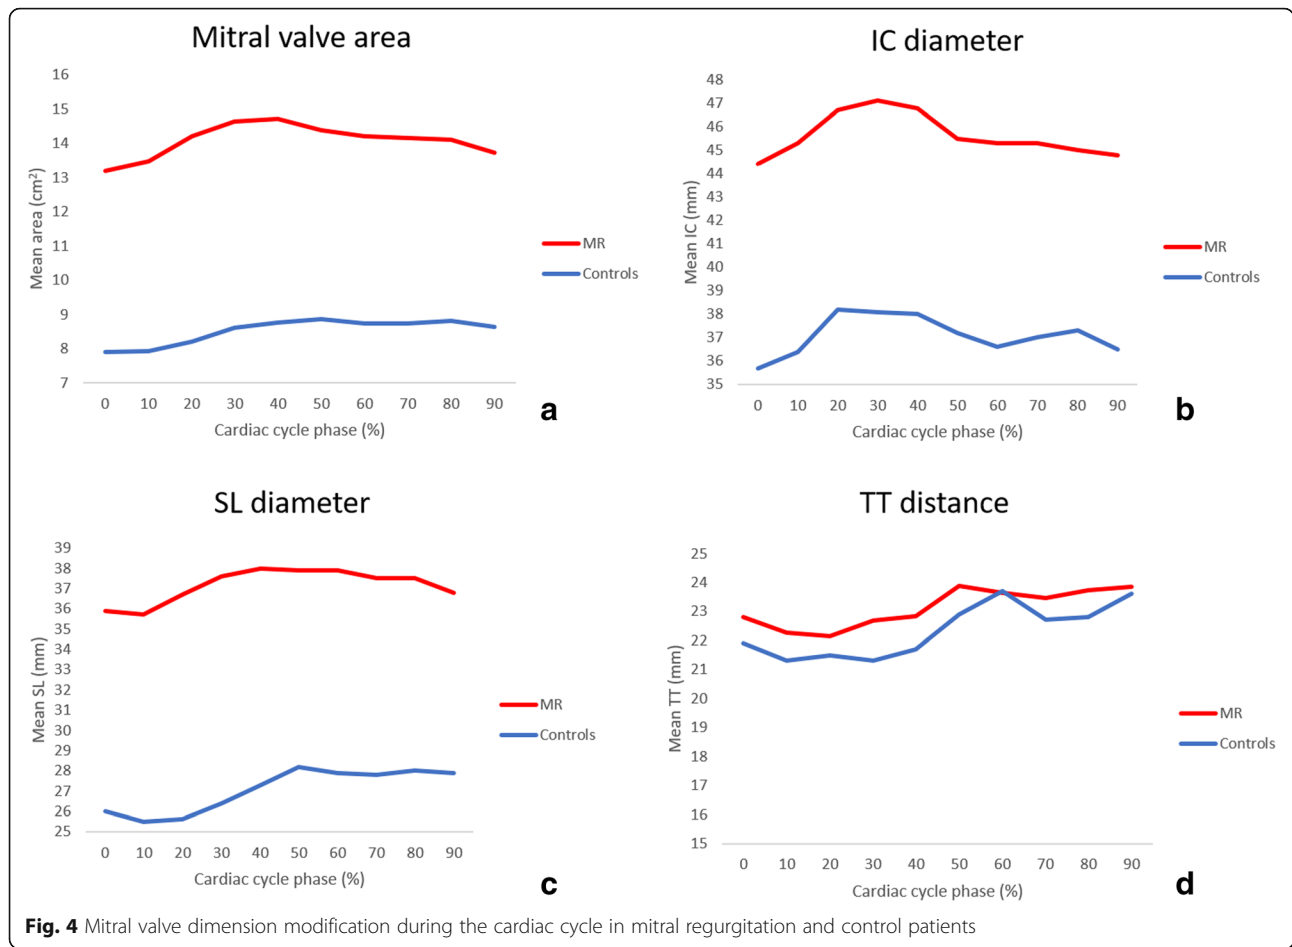 Mitral valve area
16
15
14
13
12
11
10
9
8
7
Mean area (cm²)
0 10 20 30 40 50 60 70 80 90
Cardiac cycle phase (%)
MR
Controls
a
IC diameter
48
47
46
45
44
43
42
41
40
39
38
37
36
35
Mean IC (mm)
0 10 20 30 40 50 60 70 80 90
Cardiac cycle phase (%)
MR
Controls
b
SL diameter
39
38
37
36
35
34
33
32
31
30
29
28
27
26
25
Mean SL (mm)
0 10 20 30 40 50 60 70 80 90
Cardiac cycle phase (%)
MR
Controls
c
TT distance
25
24
23
22
21
20
19
18
17
16
15
Mean TT (mm)
0 10 20 30 40 50 60 70 80 90
Cardiac cycle phase (%)
MR
Controls
d
Fig. 4 Mitral valve dimension modification during the cardiac cycle in mitral regurgitation and control patients